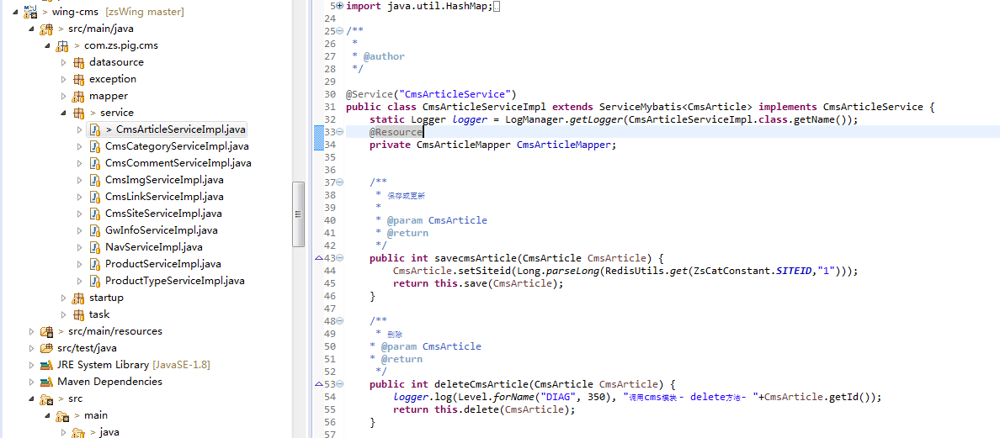 > wing-cms [zsWing master]
> src/main/java
> com.zs.pig.cms
datasource
exception
mapper
> service
> CmsArticleServiceImpl.java
CmsCategoryServiceImpl.java
CmsCommentServiceImpl.java
CmsImgServiceImpl.java
CmsLinkServiceImpl.java
CmsSiteServiceImpl.java
GwInfoServiceImpl.java
NavServiceImpl.java
ProductServiceImpl.java
ProductTypeServiceImpl.java
startup
task
> src/main/resources
src/test/java
JRE System Library [JavaSE-1.8]
Maven Dependencies
> src
> main
> java
5 import java.util.HashMap;
24
25 /**
26 *
27 * @author
28 */
29
30 @Service("CmsArticleService")
31 public class CmsArticleServiceImpl extends ServiceMybatis<CmsArticle> implements CmsArticleService {
32 static Logger logger = LogManager.getLogger(CmsArticleServiceImpl.class.getName());
33 @Resource
34 private CmsArticleMapper CmsArticleMapper;
35
36
37 /**
38 * 保存或更新
39 *
40 * @param CmsArticle
41 * @return
42 */
43 public int savecmsArticle(CmsArticle CmsArticle) {
44 CmsArticle.setSiteid(Long.parseLong(RedisUtils.get(ZsCatConstant.SITEID,"1")));
45 return this.save(CmsArticle);
46 }
47
48 /**
49 * 删除
50 * @param CmsArticle
51 * @return
52 */
53 public int deleteCmsArticle(CmsArticle CmsArticle) {
54 logger.log(Level.forName("DIAG", 350), "调用cms模块 - delete方法- "+CmsArticle.getId());
55 return this.delete(CmsArticle);
56 }
57